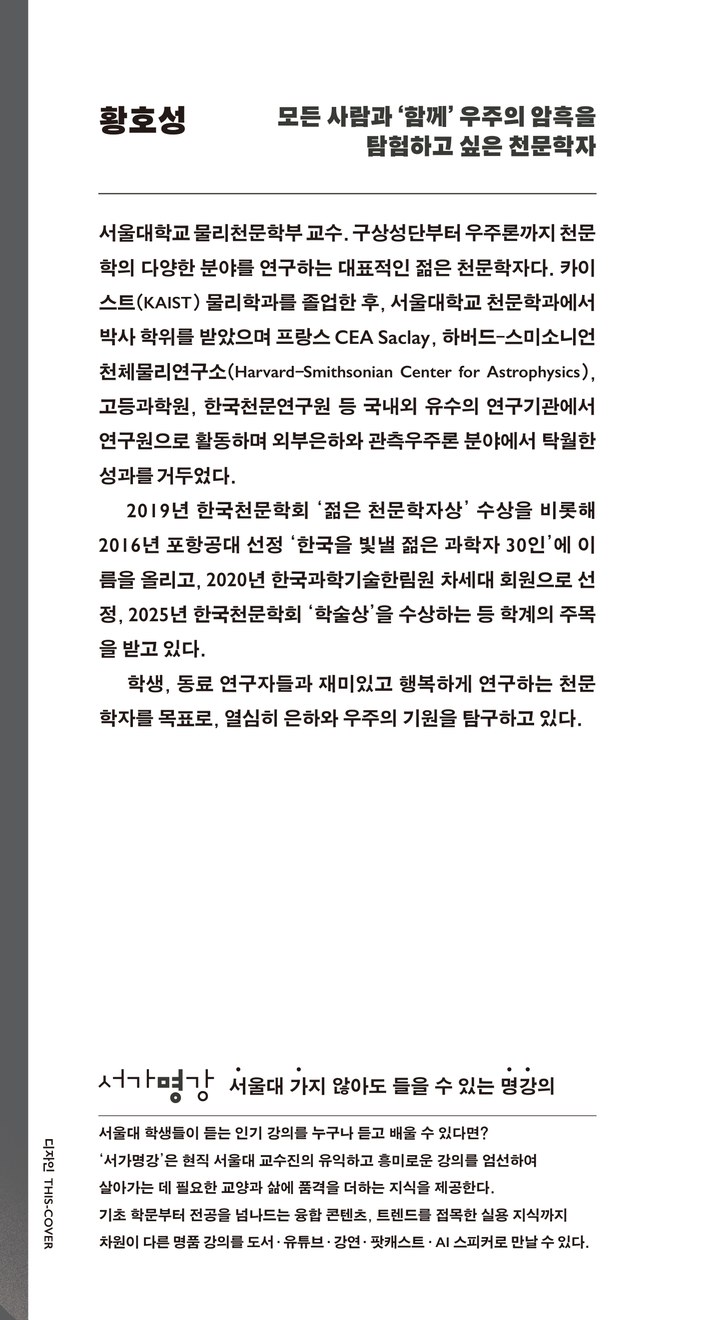 황호성
모든 사람과 ‘함께’ 우주의 암흑을
탐험하고 싶은 천문학자
서울대학교 물리천문학부 교수. 구상성단부터 우주론까지 천문
학의 다양한 분야를 연구하는 대표적인 젊은 천문학자다. 카이
스트(KAIST) 물리학과를 졸업한 후, 서울대학교 천문학과에서
박사 학위를 받았으며 프랑스 CEA Saclay, 하버드–스미소니언
천체물리연구소(Harvard–Smithsonian Center for Astrophysics),
고등과학원, 한국천문연구원 등 국내외 유수의 연구기관에서
연구원으로 활동하며 외부은하와 관측우주론 분야에서 탁월한
성과를 거두었다.
2019년 한국천문학회 ‘젊은 천문학자상’ 수상을 비롯해
2016년 포항공대 선정 ‘한국을 빛낼 젊은 과학자 30인’에 이
름을 올리고, 2020년 한국과학기술한림원 차세대 회원으로 선
정, 2025년 한국천문학회 ‘학술상’을 수상하는 등 학계의 주목
을 받고 있다.
학생, 동료 연구자들과 재미있고 행복하게 연구하는 천문
학자를 목표로, 열심히 은하와 우주의 기원을 탐구하고 있다.
서가명강 서울대 가지 않아도 들을 수 있는 명강의
서울대 학생들이 듣는 인기 강의를 누구나 듣고 배울 수 있다면?
‘서가명강’은 현직 서울대 교수진의 유익하고 흥미로운 강의를 엄선하여
살아가는 데 필요한 교양과 삶에 품격을 더하는 지식을 제공한다.
기초 학문부터 전공을 넘나드는 융합 콘텐츠, 트렌드를 접목한 실용 지식까지
차원이 다른 명품 강의를 도서 · 유튜브 · 강연 · 팟캐스트 · AI 스피커로 만날 수 있다.
디자인 THIS-COVER